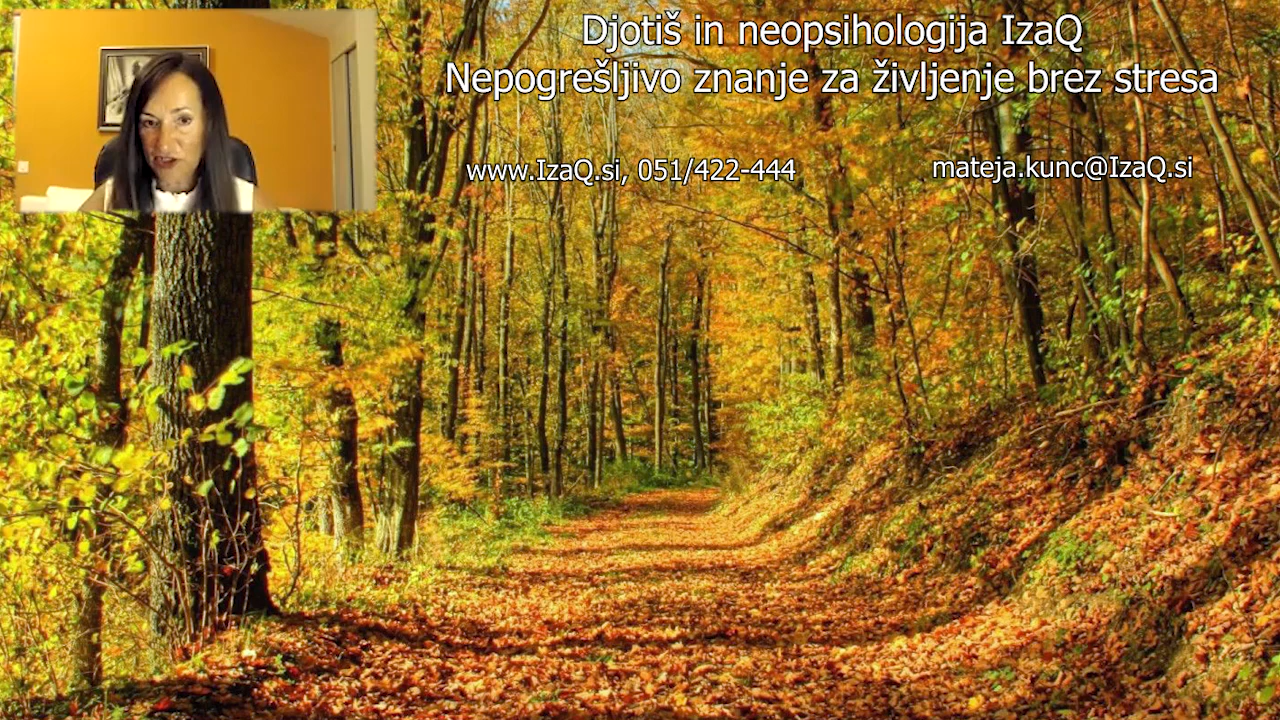 Djotiš in neopsihologija IzaQ
Nepogrešljivo znanje za življenje brez stresa
www.IzaQ.si, 051/422-444 mateja.kunc@IzaQ.si